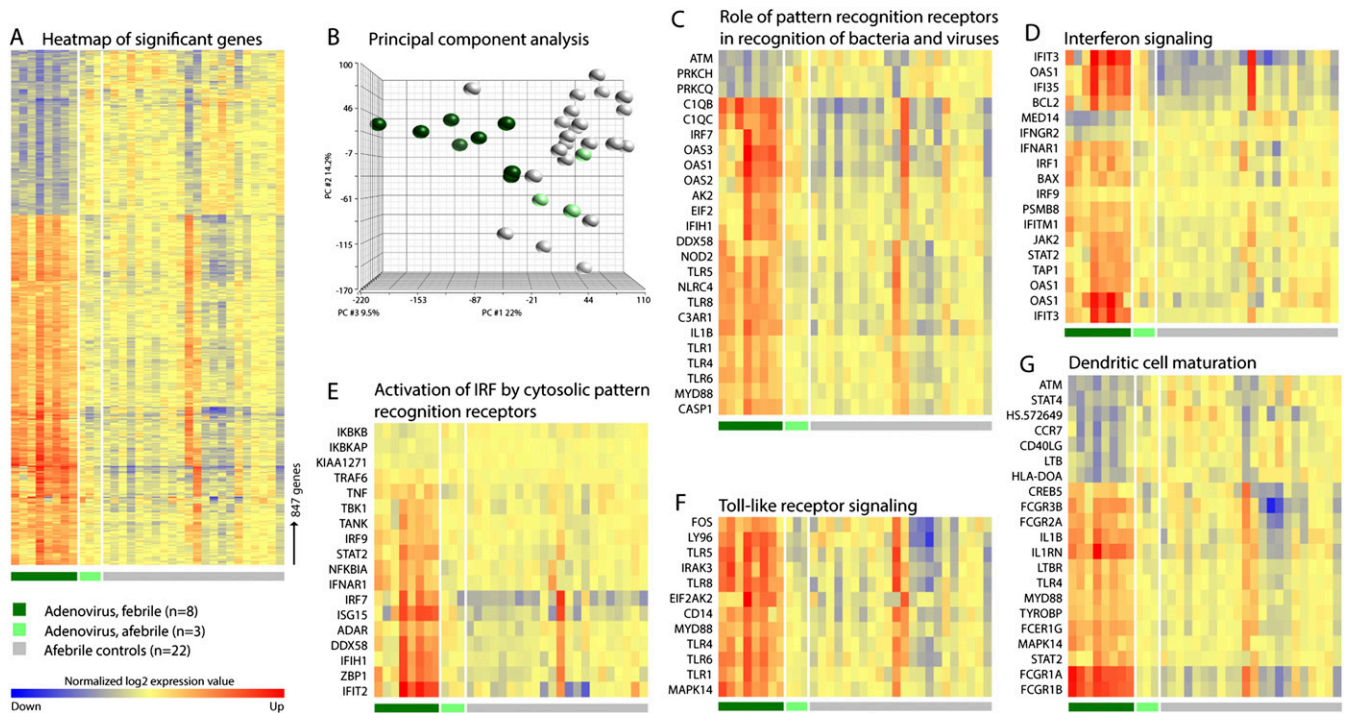 A Heatmap of significant genes
847 genes
Adenovirus, febrile (n=8)
Adenovirus, afebrile (n=3)
Afebrile controls (n=22)
Normalized log2 expression value
Down Up
B Principal component analysis
100
46
-7
-61
-115
-170
PC #2 14.2%
-220 -153 -87 -21 44 110
PC #3 9.5% PC #1 22%
C Role of pattern recognition receptors
in recognition of bacteria and viruses
ATM
PRKCH
PRKCQ
C1QB
C1QC
IRF7
OAS3
OAS1
OAS2
AK2
EIF2
IFIH1
DDX58
NOD2
TLR5
NLRC4
TLR8
C3AR1
IL1B
TLR1
TLR4
TLR6
MYD88
CASP1
D Interferon signaling
IFIT3
OAS1
IFI35
BCL2
MED14
IFNGR2
IFNAR1
IRF1
BAX
IRF9
PSMB8
IFITM1
JAK2
STAT2
TAP1
OAS1
OAS1
IFIT3
E Activation of IRF by cytosolic pattern
recognition receptors
IKBKB
IKBKAP
KIAA1271
TRAF6
TNF
TBK1
TANK
IRF9
STAT2
NFKBIA
IFNAR1
IRF7
ISG15
ADAR
DDX58
IFIH1
ZBP1
IFIT2
F Toll-like receptor signaling
FOS
LY96
TLR5
IRAK3
TLR8
EIF2AK2
CD14
MYD88
TLR4
TLR6
TLR1
MAPK14
G Dendritic cell maturation
ATM
STAT4
HS.572649
CCR7
CD40LG
LTB
HLA-DOA
CREB5
FCGR3B
FCGR2A
IL1B
IL1RN
LTBR
TLR4
MYD88
TYROBP
FCER1G
MAPK14
STAT2
FCGR1A
FCGR1B